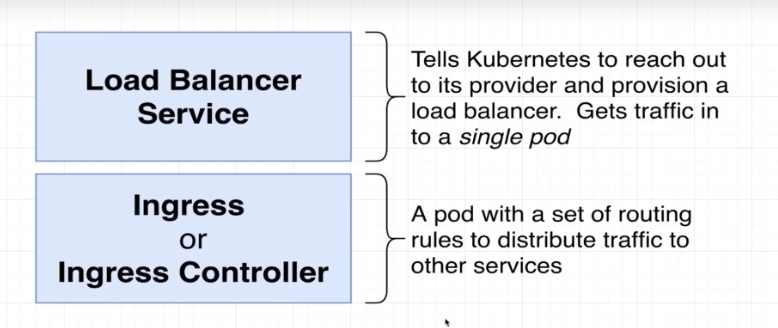 Load Balancer
Service
Tells Kubernetes to reach out
to its provider and provision a
load balancer.  Gets traffic in
to a single pod
Ingress
or
Ingress Controller
A pod with a set of routing
rules to distribute traffic to
other services